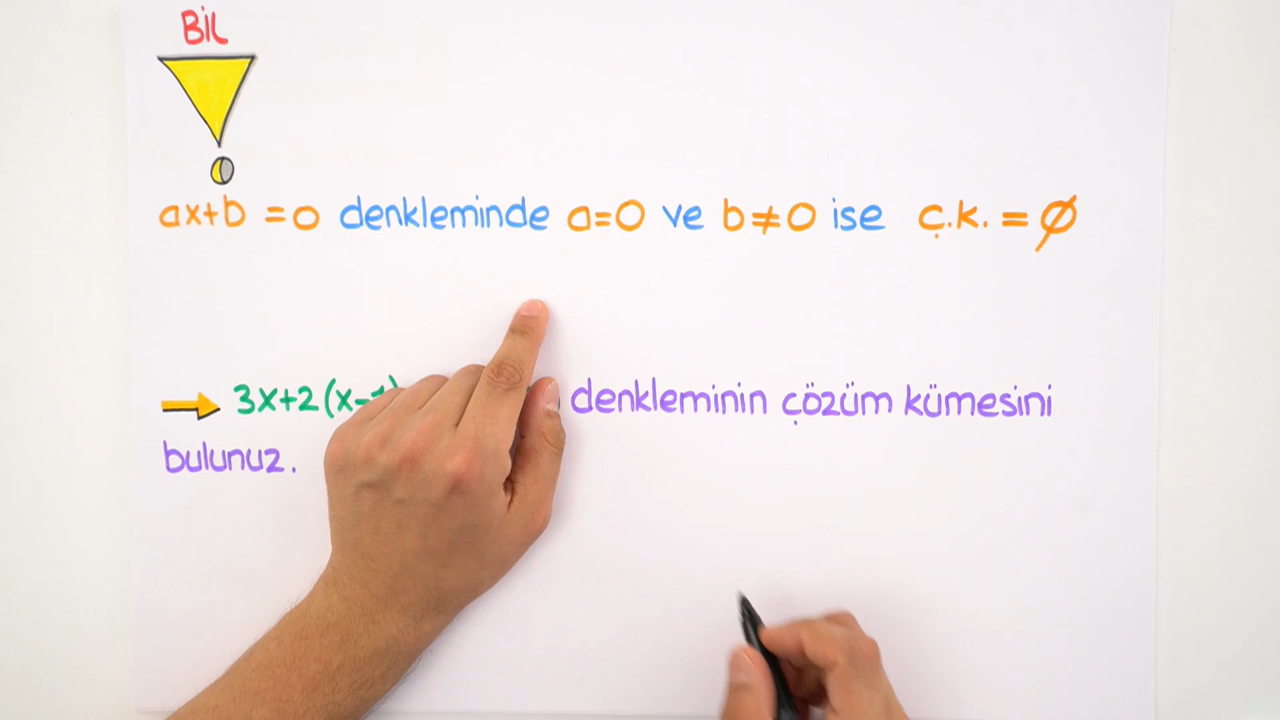 BİL
ax+b = 0 denkleminde a=0 ve b≠0 ise ç.k. = ∅
3x+2(x- denkleminin çözüm kümesini
bulunuz.